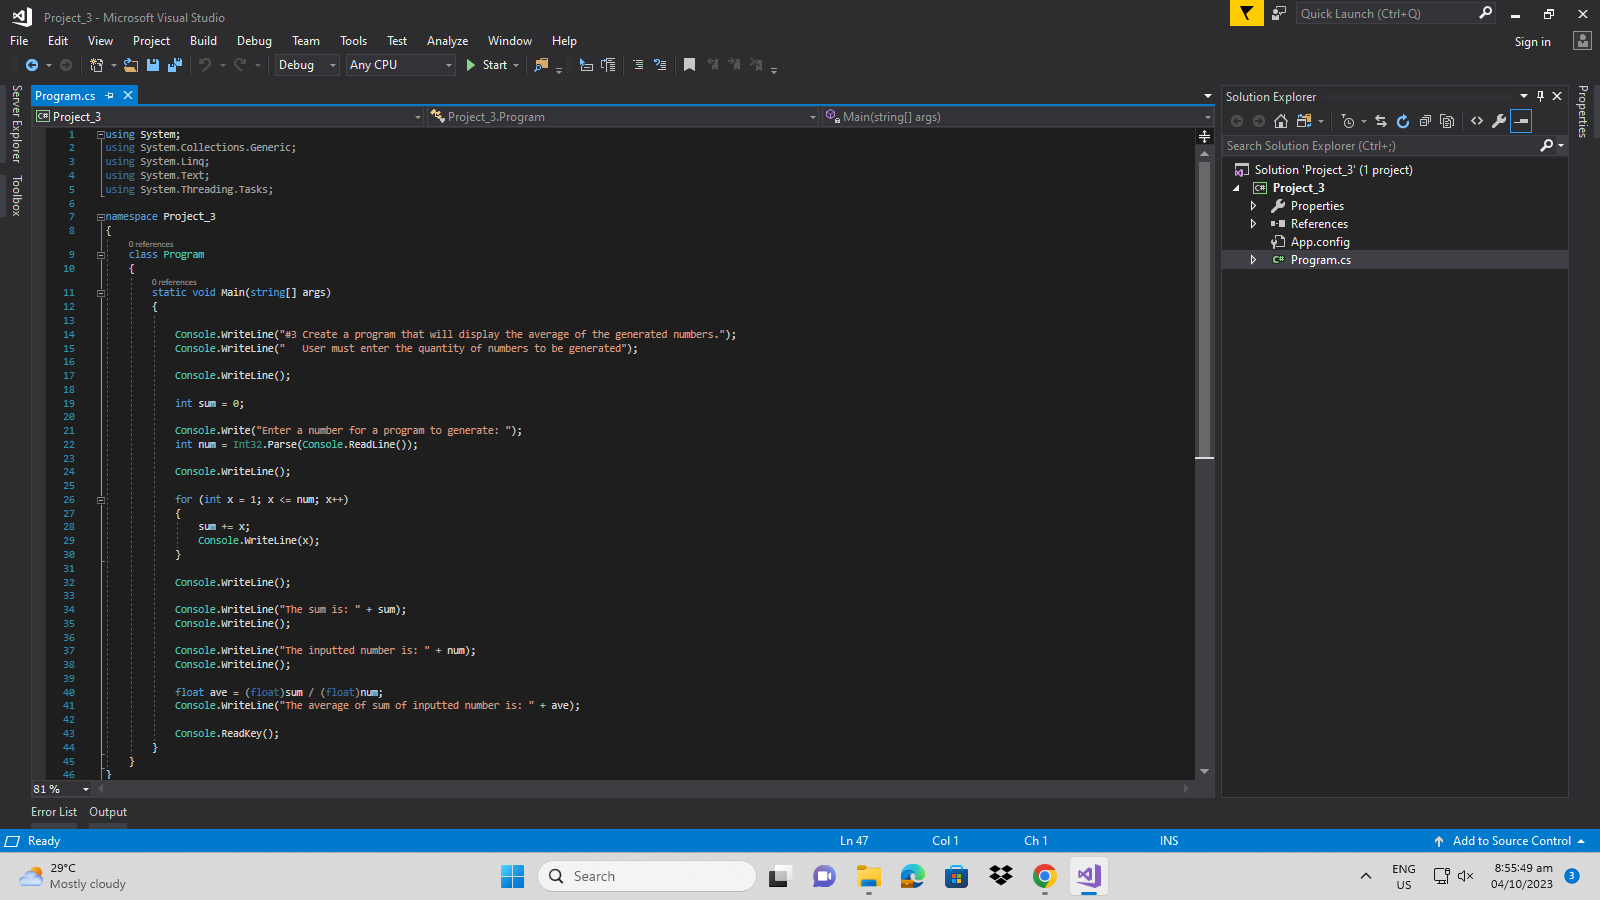 Project_3 - Microsoft Visual Studio
Quick Launch (Ctrl+Q)
File Edit View Project Build Debug Team Tools Test Analyze Window Help
Sign in
Debug Any CPU Start
Server Explorer
Toolbox
Program.cs
Project_3 Project_3.Program Main(string[] args)
1 using System;
2 using System.Collections.Generic;
3 using System.Linq;
4 using System.Text;
5 using System.Threading.Tasks;
6
7 namespace Project_3
8 {
0 references
9 class Program
10 {
0 references
11 static void Main(string[] args)
12 {
13
14 Console.WriteLine("#3 Create a program that will display the average of the generated numbers.");
15 Console.WriteLine("   User must enter the quantity of numbers to be generated");
16
17 Console.WriteLine();
18
19 int sum = 0;
20
21 Console.Write("Enter a number for a program to generate: ");
22 int num = Int32.Parse(Console.ReadLine());
23
24 Console.WriteLine();
25
26 for (int x = 1; x <= num; x++)
27 {
28 sum += x;
29 Console.WriteLine(x);
30 }
31
32 Console.WriteLine();
33
34 Console.WriteLine("The sum is: " + sum);
35 Console.WriteLine();
36
37 Console.WriteLine("The inputted number is: " + num);
38 Console.WriteLine();
39
40 float ave = (float)sum / (float)num;
41 Console.WriteLine("The average of sum of inputted number is: " + ave);
42
43 Console.ReadKey();
44 }
45 }
46 }
81 %
Solution Explorer
Search Solution Explorer (Ctrl+;)
Solution 'Project_3' (1 project)
C# Project_3
Properties
References
App.config
C# Program.cs
Properties
Error List Output
Ready Ln 47 Col 1 Ch 1 INS Add to Source Control
29°C
Mostly cloudy
Search
ENG
US
8:55:49 am
04/10/2023
3